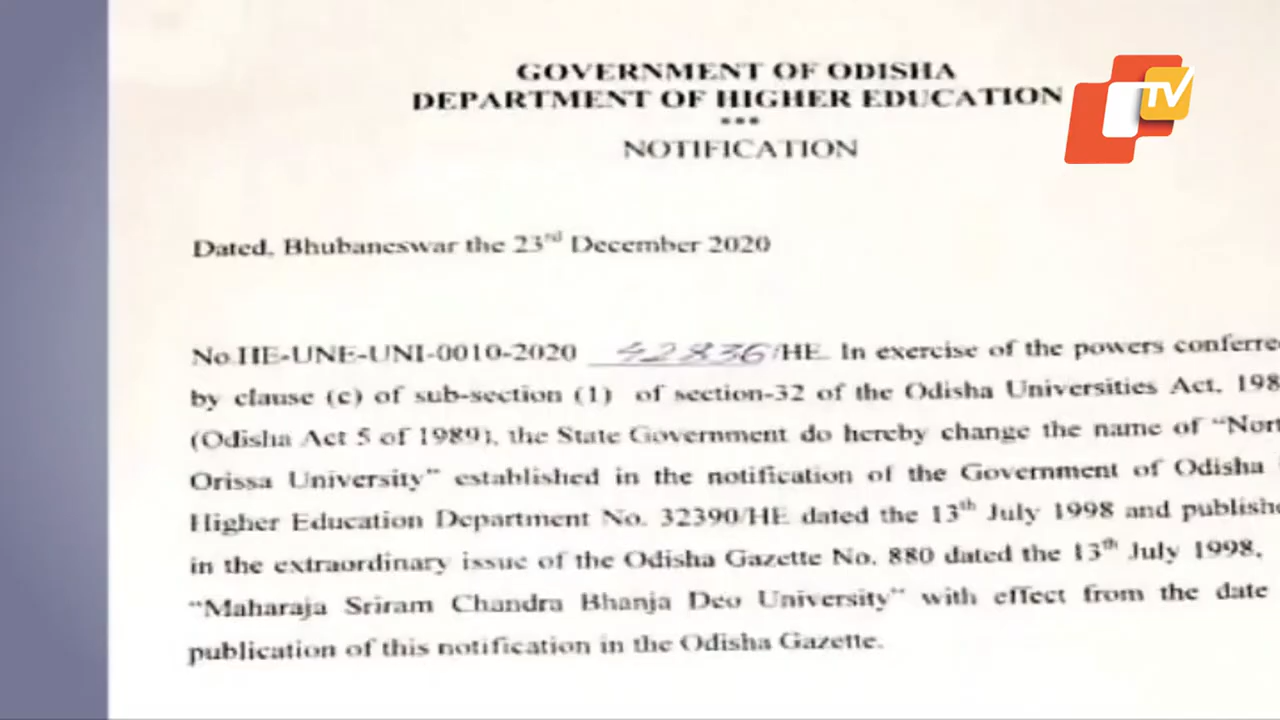 GOVERNMENT OF ODISHA
DEPARTMENT OF HIGHER EDUCATION
***
NOTIFICATION
TV
Dated, Bhubaneswar the 23rd December 2020
No.HE-UNE-UNI-0010-2020 42836/HE. In exercise of the powers conferre
by clause (c) of sub-section (1) of section-32 of the Odisha Universities Act, 198
(Odisha Act 5 of 1989), the State Government do hereby change the name of "Nort
Orissa University" established in the notification of the Government of Odisha
Higher Education Department No. 32390/HE dated the 13th July 1998 and publishe
in the extraordinary issue of the Odisha Gazette No. 880 dated the 13th July 1998,
"Maharaja Sriram Chandra Bhanja Deo University" with effect from the date
publication of this notification in the Odisha Gazette.